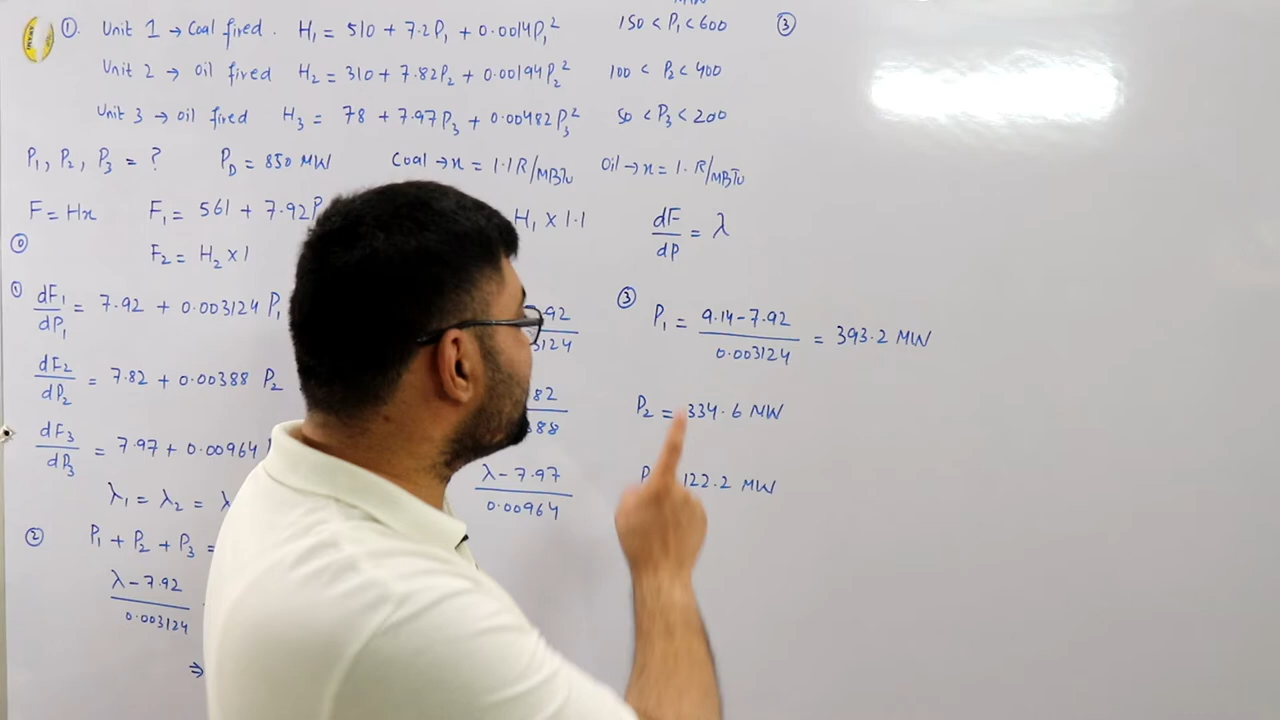 ① Unit 1 → Coal fired. H₁ = 510 + 7.2P₁ + 0.0014P₁² 150 < P₁ < 600
Unit 2 → Oil fired H₂ = 310 + 7.82P₂ + 0.00194P₂² 100 < P₂ < 400
Unit 3 → oil fired H₃ = 78 + 7.97P₃ + 0.00482P₃² 50 < P₃ < 200
③
P₁, P₂, P₃ = ? P_D = 850 MW Coal → x = 1.1 R/MBTU Oil → x = 1. R/MBTU
F = Hx F₁ = 561 + 7.92P H₁ x 1.1 dF/dP = λ
⓪ F₂ = H₂ x 1
① dF₁/dP₁ = 7.92 + 0.003124 P₁
dF₂/dP₂ = 7.82 + 0.00388 P₂
dF₃/dP₃ = 7.97 + 0.00964
λ₁ = λ₂ =
.92
3124
82
88
λ - 7.97 / 0.00964
② P₁ + P₂ + P₃ =
λ - 7.92 / 0.003124
⇒
③ P₁ = 9.14 - 7.92 / 0.003124 = 393.2 MW
P₂ = 334.6 MW
P 122.2 MW